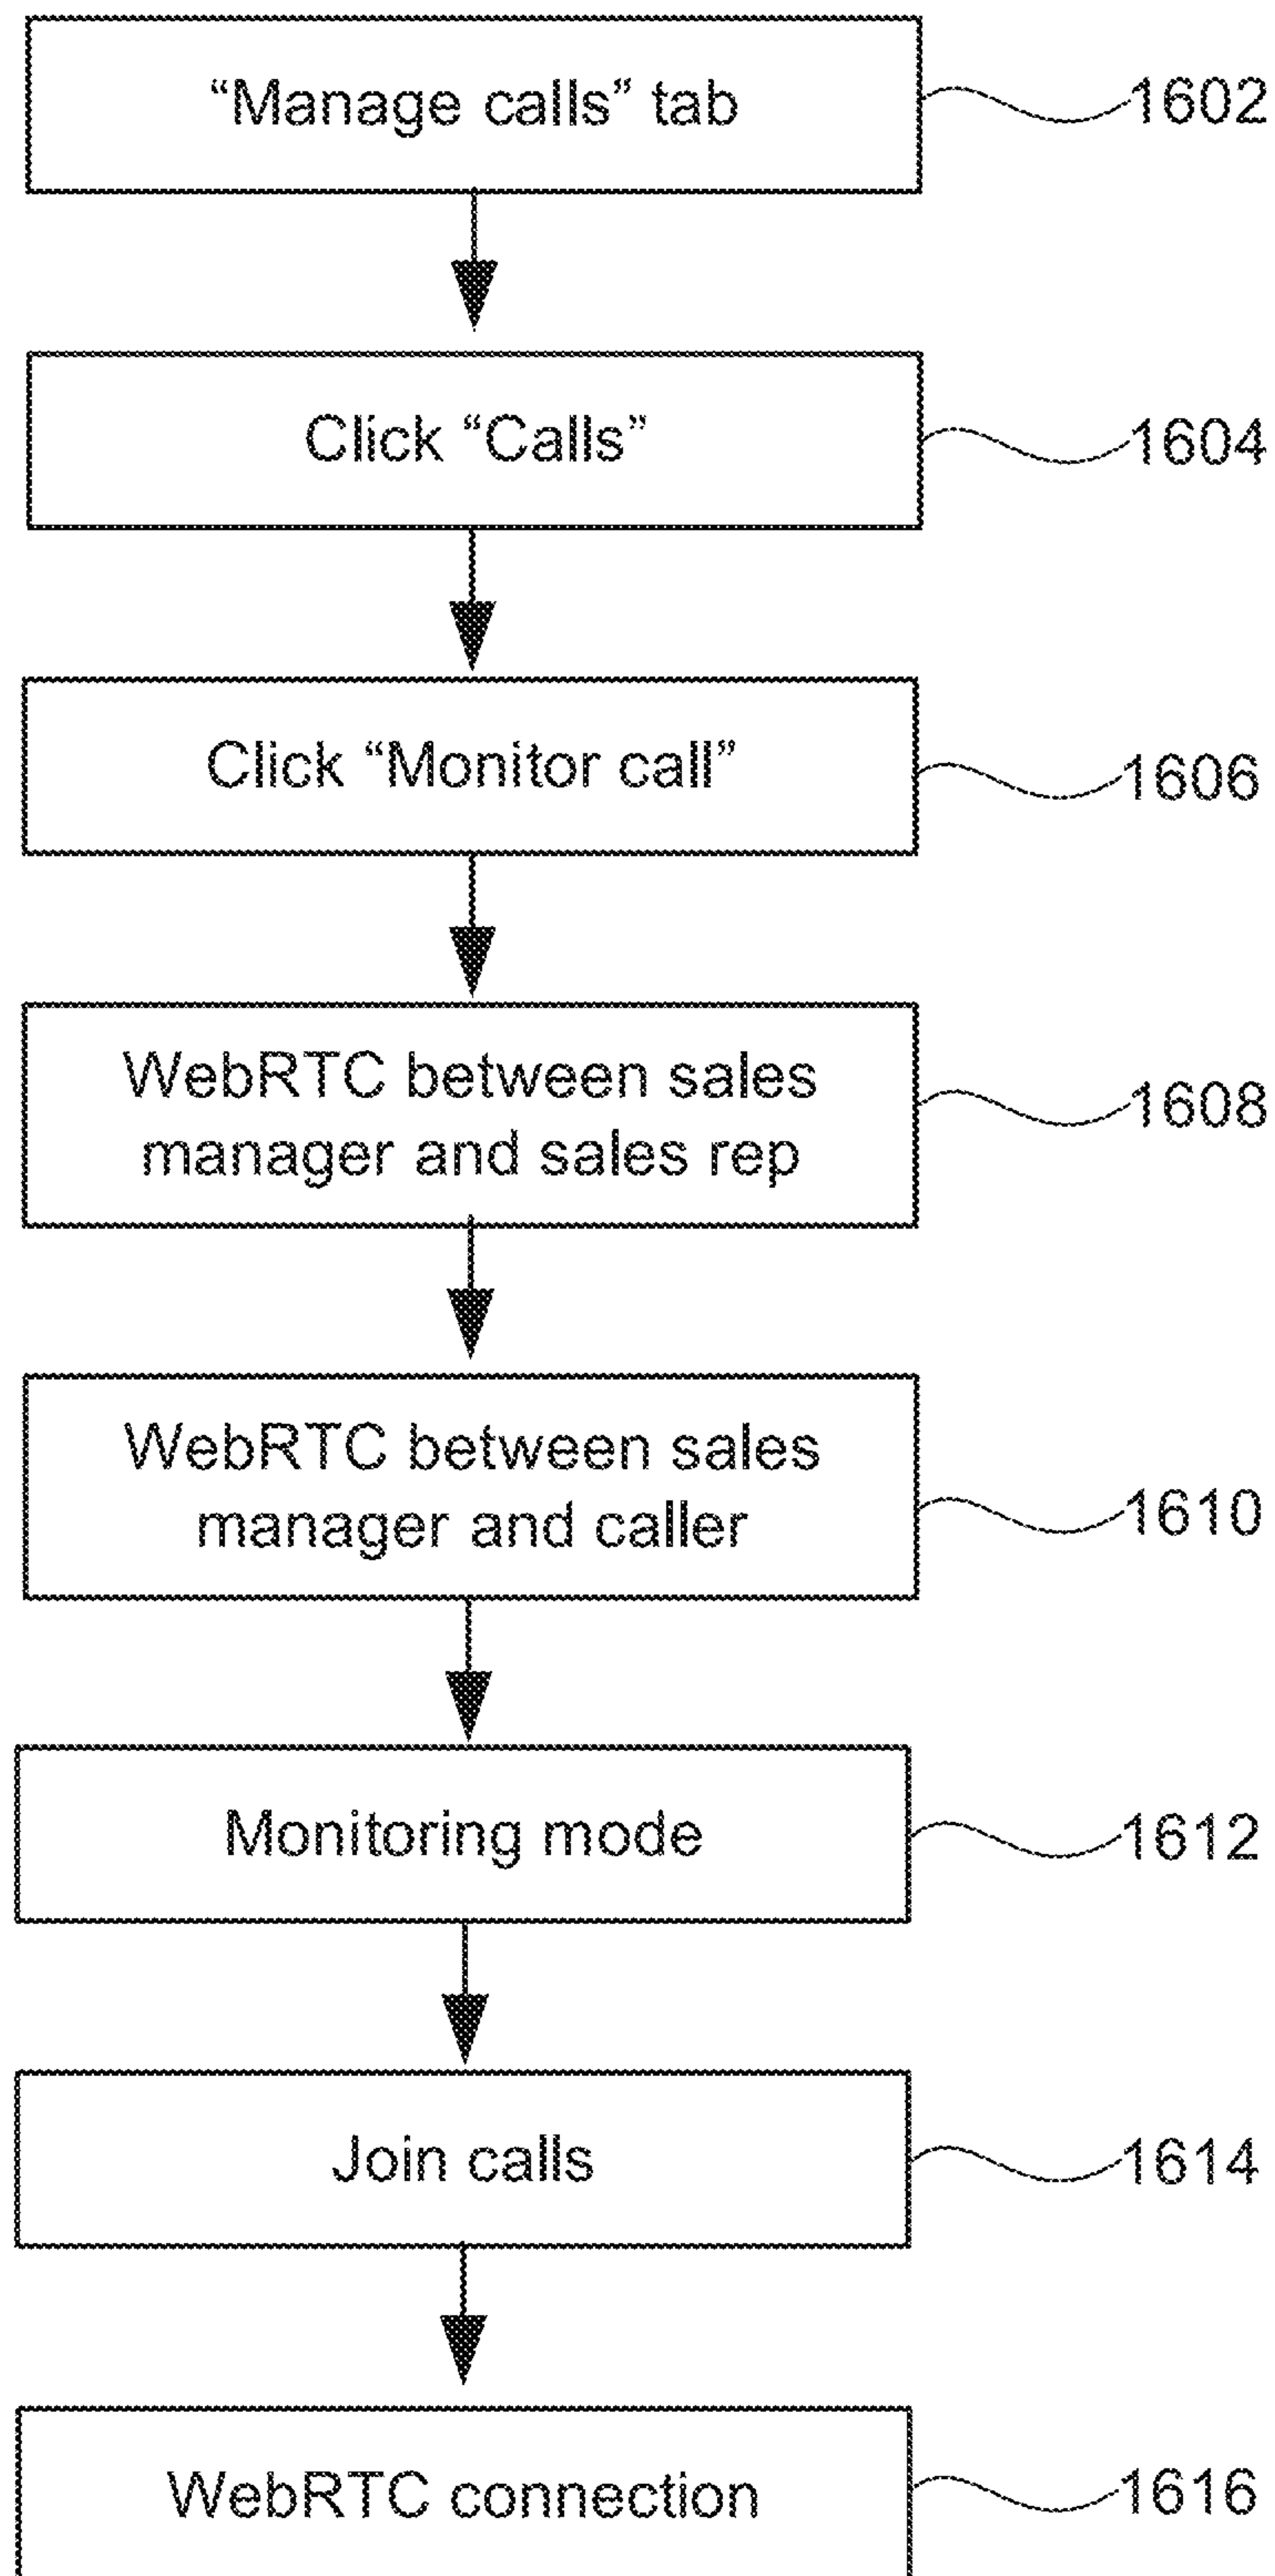 “Manage calls” tab
1602
Click “Calls”
1604
Click “Monitor call”
1606
WebRTC between sales
manager and sales rep
1608
WebRTC between sales
manager and caller
1610
Monitoring mode
1612
Join calls
1614
WebRTC connection
1616